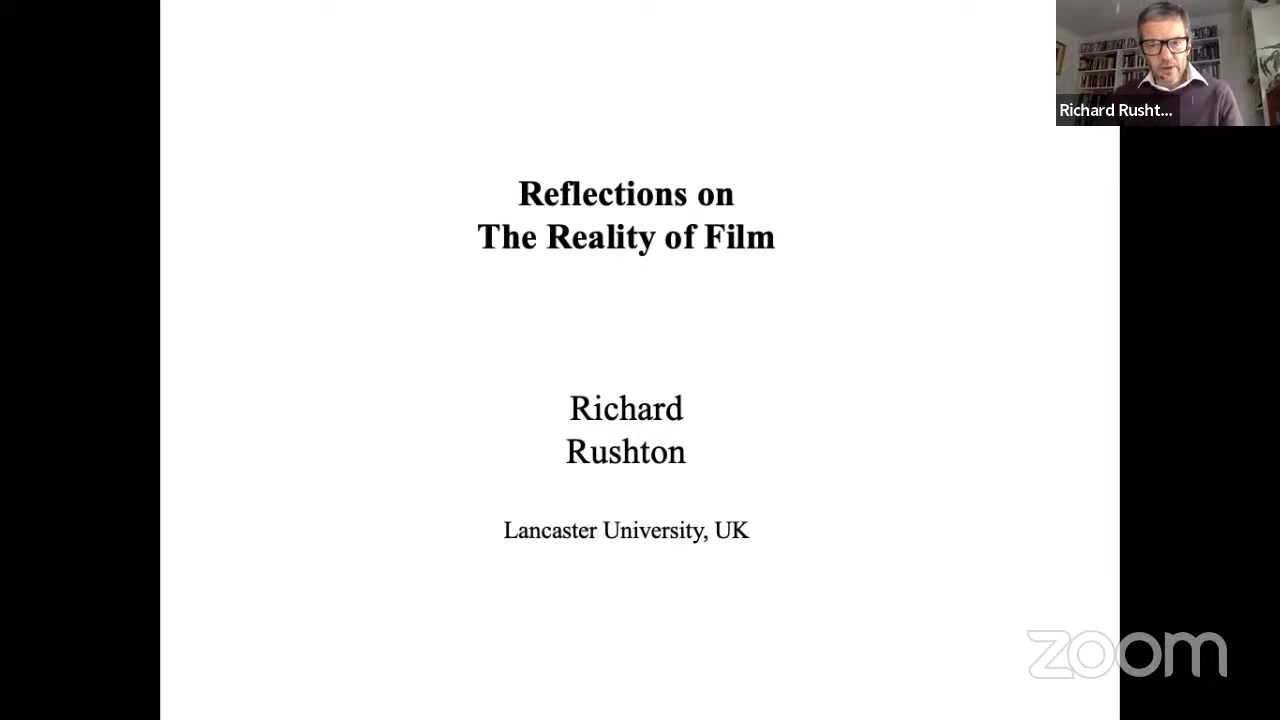 Richard Rusht...
Reflections on
The Reality of Film
Richard
Rushton
Lancaster University, UK
zoom